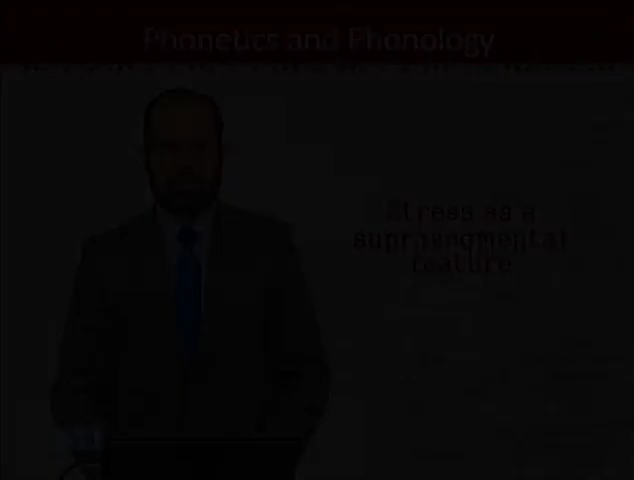 Phonetics and Phonology
Stress as a
suprasegmental
feature